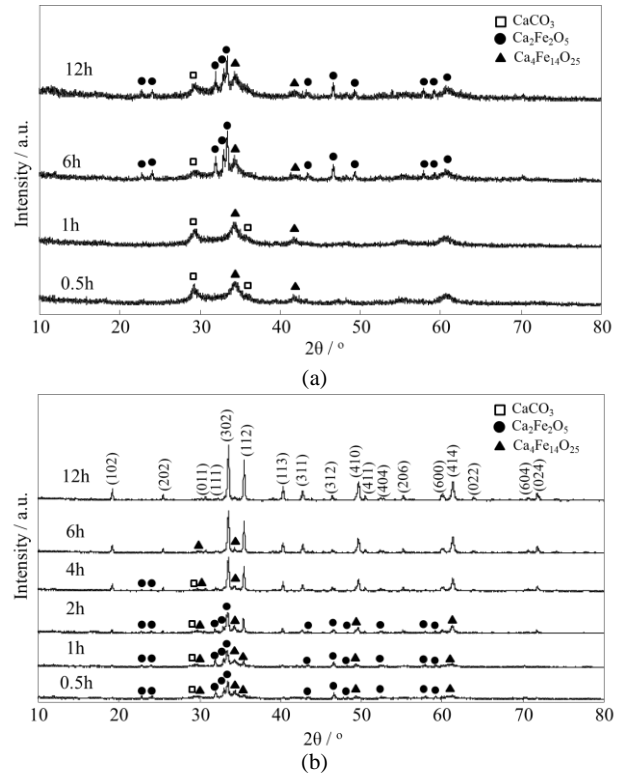 □ CaCO3
● Ca2Fe2O5
▲ Ca4Fe14O25
12h
6h
1h
0.5h
Intensity / a.u.
10 20 30 40 50 60 70 80
2θ / °
(a)
□ CaCO3
● Ca2Fe2O5
▲ Ca4Fe14O25
(102) (202) (011) (111) (302) (112) (113) (311) (312) (410) (411) (404) (206) (600) (414) (022) (604) (024)
12h
6h
4h
2h
1h
0.5h
Intensity / a.u.
10 20 30 40 50 60 70 80
2θ / °
(b)